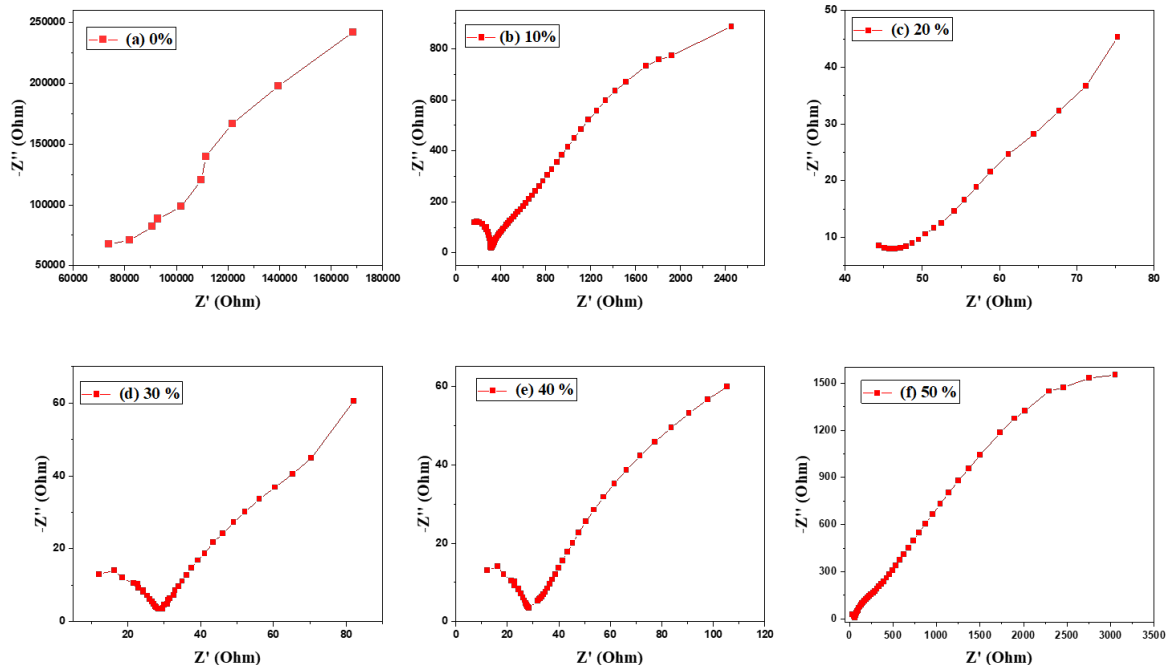 (a) 0%
250000
200000
150000
100000
50000
60000 80000 100000 120000 140000 160000 180000
-Z'' (Ohm)
Z' (Ohm)
(b) 10%
800
600
400
200
0
0 400 800 1200 1600 2000 2400
-Z'' (Ohm)
Z' (Ohm)
(c) 20 %
50
40
30
20
10
40 50 60 70 80
-Z'' (Ohm)
Z' (Ohm)
(d) 30 %
60
40
20
0
20 40 60 80
-Z'' (Ohm)
Z' (Ohm)
(e) 40 %
60
40
20
0
0 20 40 60 80 100 120
-Z'' (Ohm)
Z' (Ohm)
(f) 50 %
1500
1200
900
600
300
0
0 500 1000 1500 2000 2500 3000 3500
-Z'' (Ohm)
Z' (Ohm)